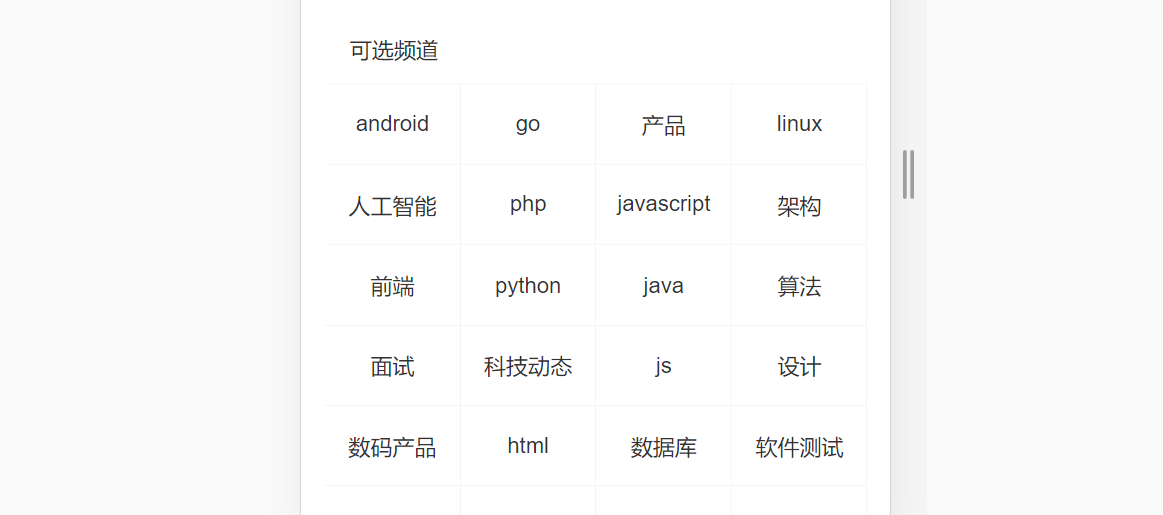 可选频道
android go 产品 linux
人工智能 php javascript 架构
前端 python java 算法
面试 科技动态 js 设计
数码产品 html 数据库 软件测试